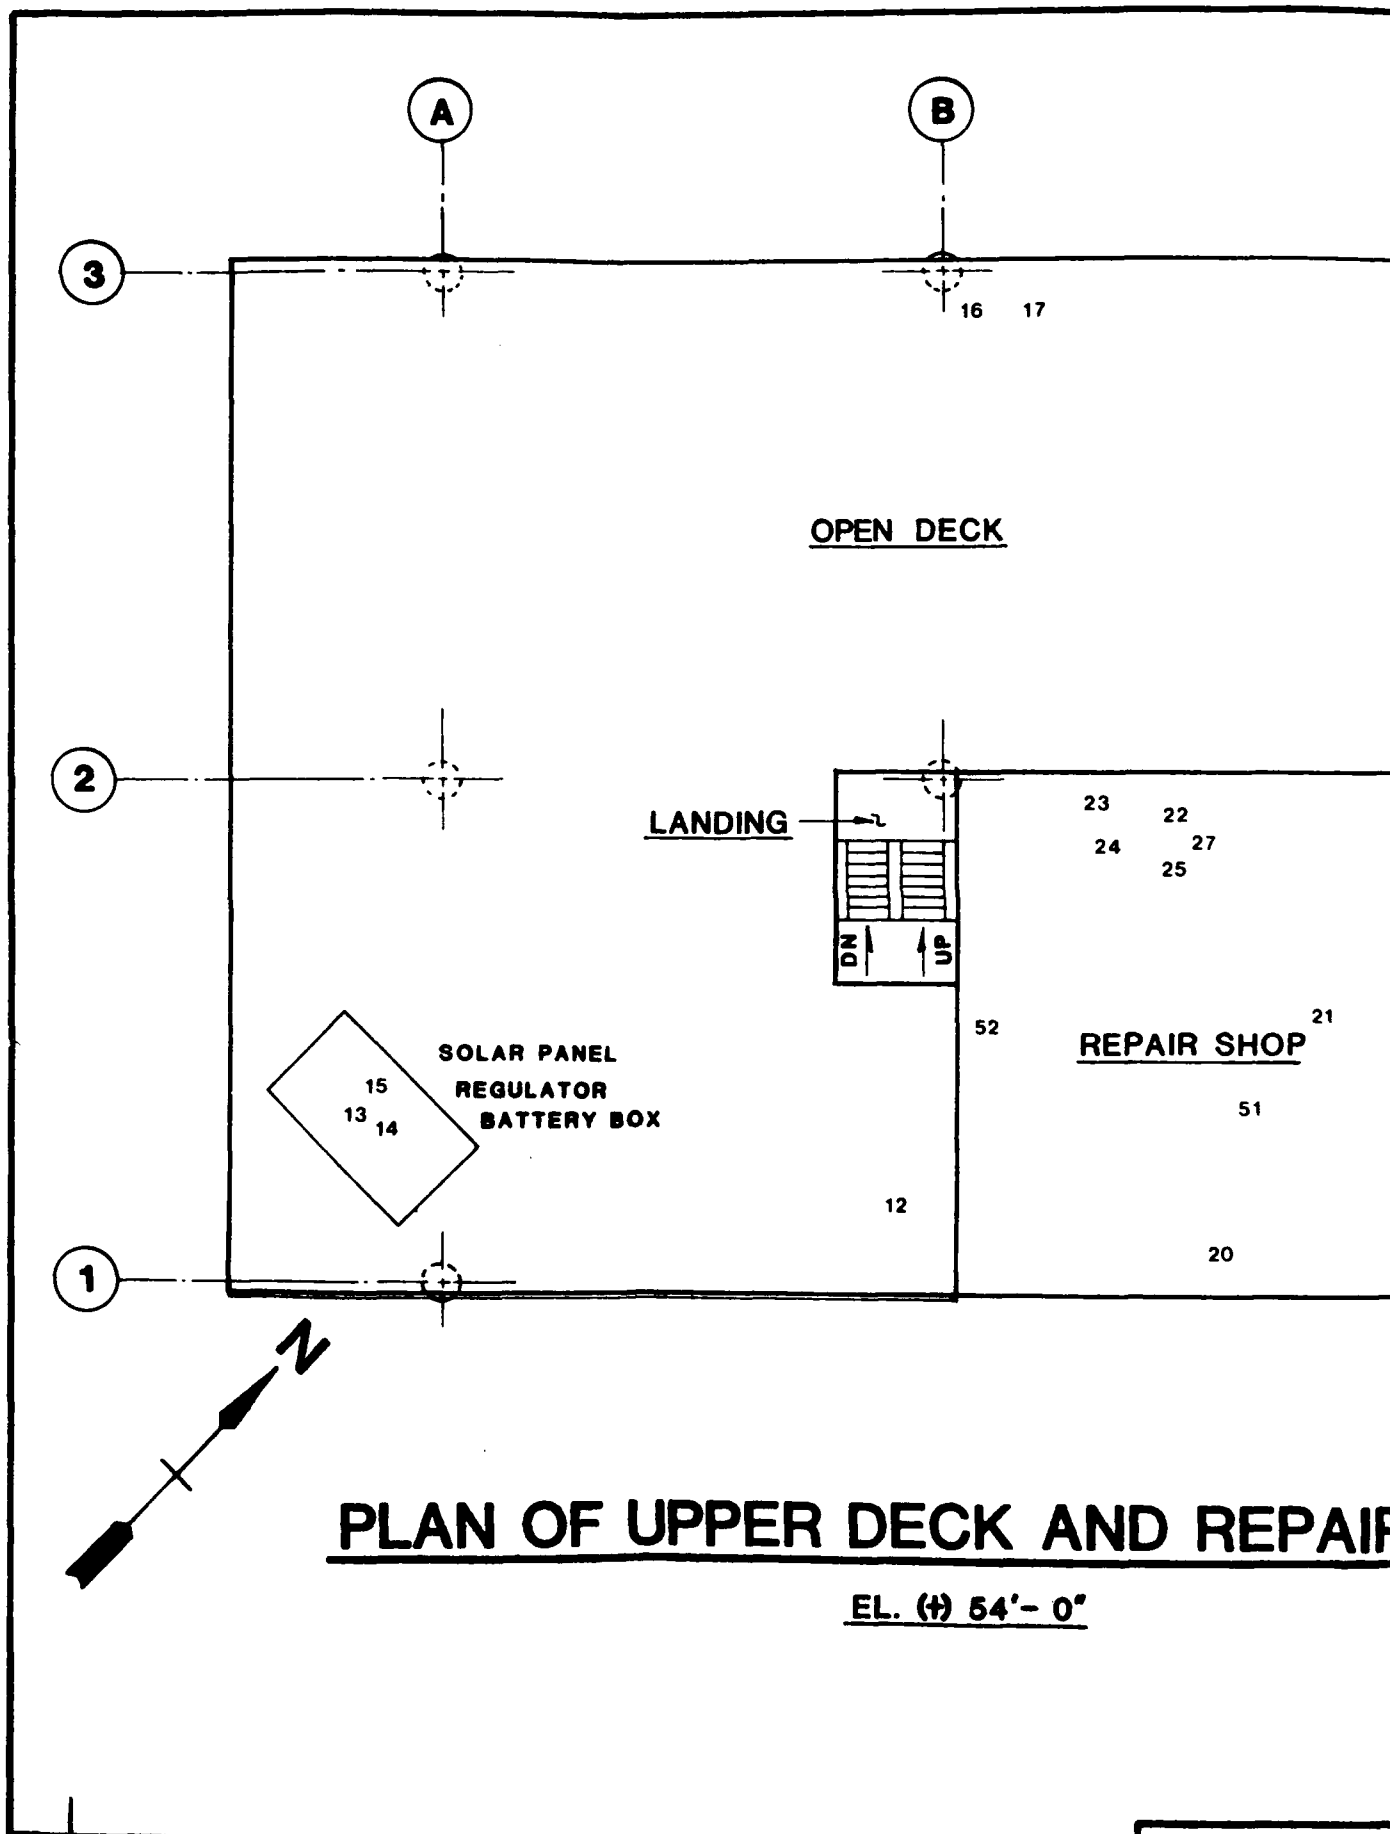 A B
3
16 17
OPEN DECK
2
23
22
LANDING
24
27
25
DN UP
52
21
REPAIR SHOP
SOLAR PANEL
15
REGULATOR
13
14
BATTERY BOX
51
12
20
1
N
PLAN OF UPPER DECK AND REPAIR
EL. (+) 54'- 0"